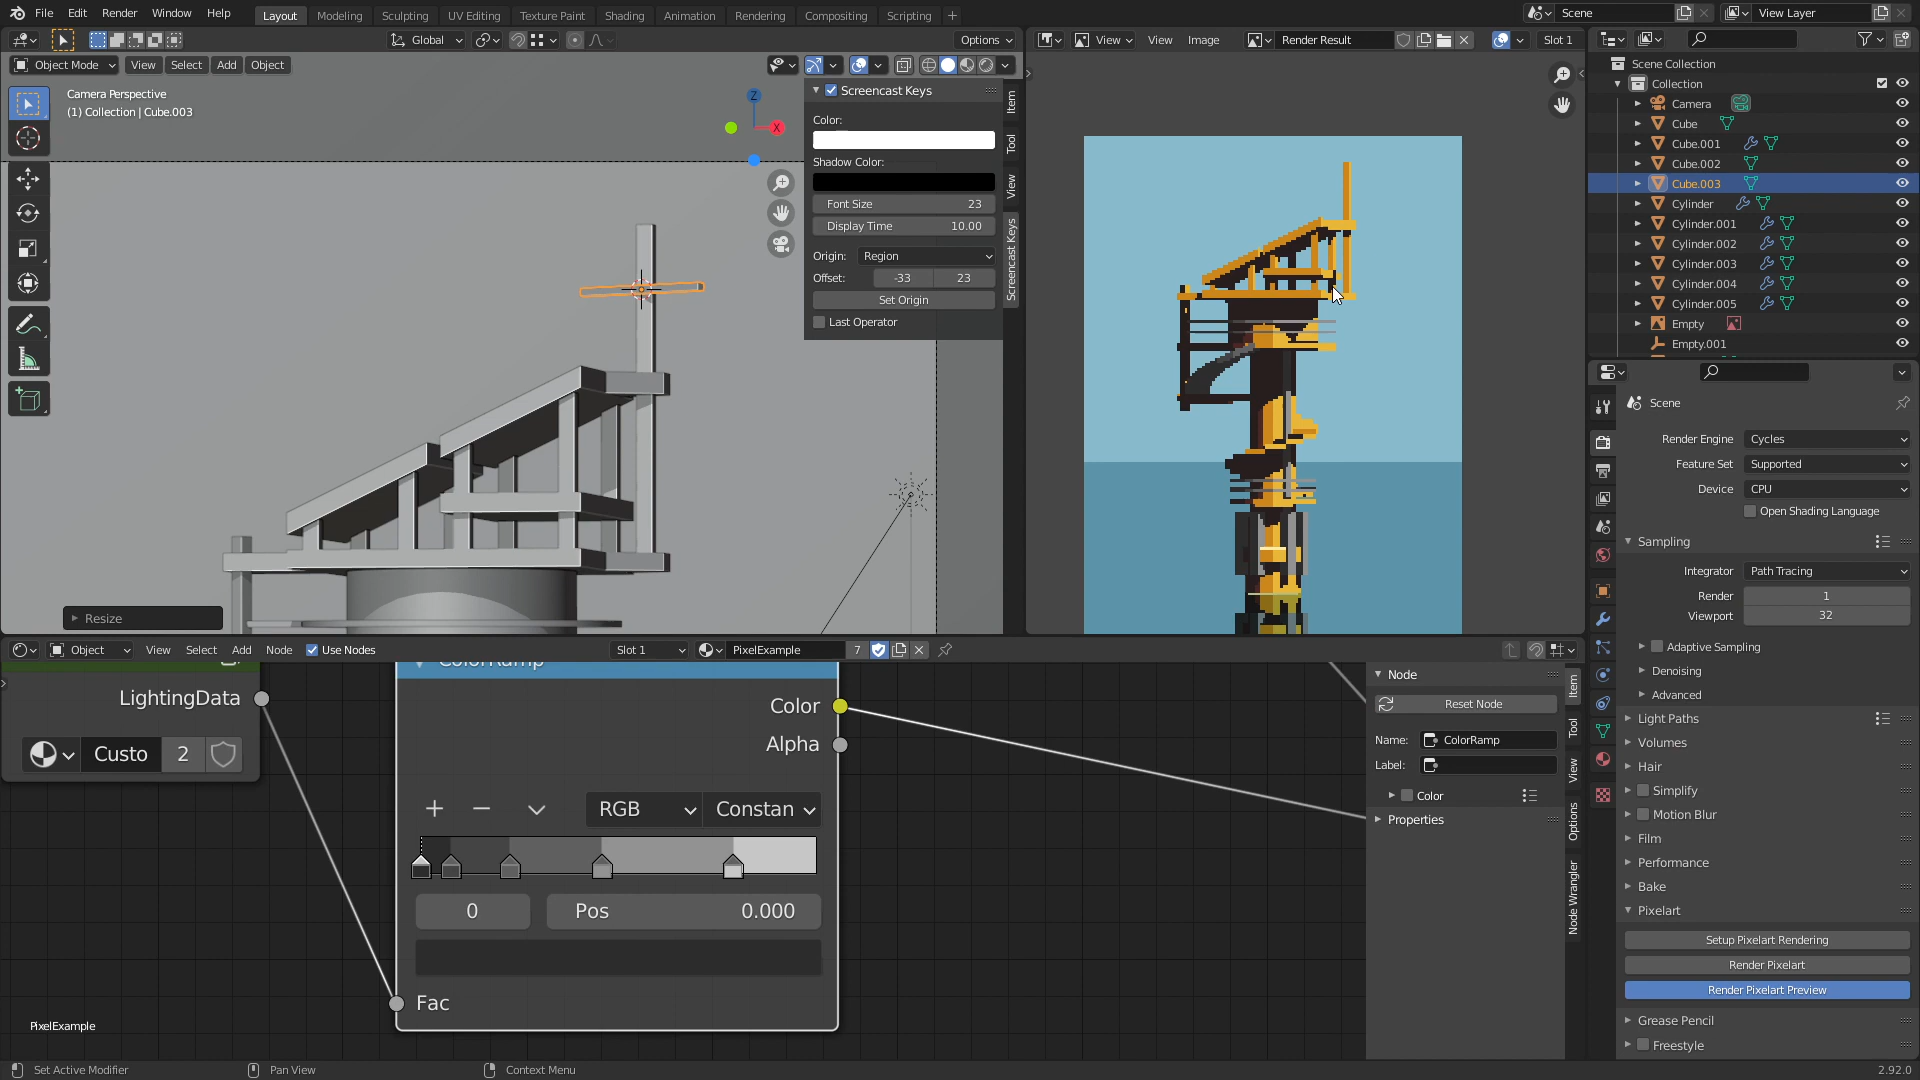 File Edit Render Window Help Layout Modeling Sculpting UV Editing Texture Paint Shading Animation Rendering Compositing Scripting Scene View Layer
Global Options View View Image Render Result Slot 1
Object Mode View Select Add Object
Camera Perspective
(1) Collection | Cube.003
Z
X
Screencast Keys
Color:
Shadow Color:
Font Size 23
Display Time 10.00
Origin: Region
Offset: -33 23
Set Origin
Last Operator
Item
Tool
View
Screencast Keys
Resize
Scene Collection
Collection
Camera
Cube
Cube.001
Cube.002
Cube.003
Cylinder
Cylinder.001
Cylinder.002
Cylinder.003
Cylinder.004
Cylinder.005
Empty
Empty.001
Scene
Render Engine Cycles
Feature Set Supported
Device CPU
Open Shading Language
Sampling
Integrator Path Tracing
Render 1
Viewport 32
Adaptive Sampling
Denoising
Advanced
Light Paths
Volumes
Hair
Simplify
Motion Blur
Film
Performance
Bake
Pixelart
Setup Pixelart Rendering
Render Pixelart
Render Pixelart Preview
Grease Pencil
Freestyle
Object View Select Add Node Use Nodes Slot 1 PixelExample 7
LightingData
Custo 2
ColorRamp
Color
Alpha
RGB Constan
0 Pos 0.000
Fac
PixelExample
Node
Reset Node
Name: ColorRamp
Label:
Color
Properties
Item
Tool
View
Options
Node Wrangler
Set Active Modifier Pan View Context Menu 2.92.0